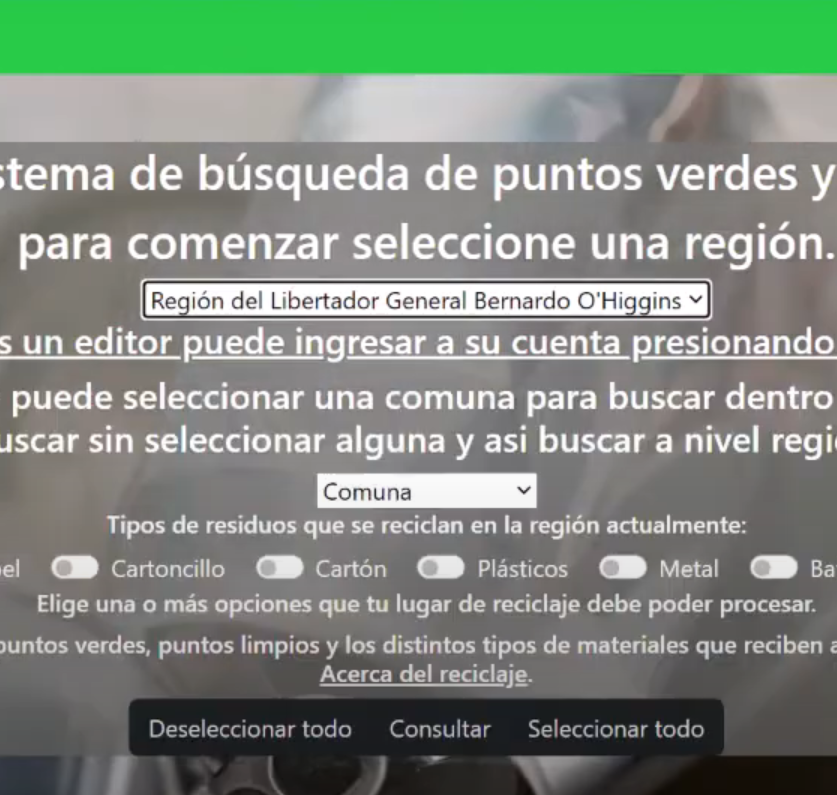 stema de búsqueda de puntos verdes y
para comenzar seleccione una región.
Región del Libertador General Bernardo O'Higgins
s un editor puede ingresar a su cuenta presionando
puede seleccionar una comuna para buscar dentro
uscar sin seleccionar alguna y asi buscar a nivel regi
Comuna
Tipos de residuos que se reciclan en la región actualmente:
el Cartoncillo Cartón Plásticos Metal Ba
Elige una o más opciones que tu lugar de reciclaje debe poder procesar.
puntos verdes, puntos limpios y los distintos tipos de materiales que reciben a
Acerca del reciclaje.
Deseleccionar todo Consultar Seleccionar todo